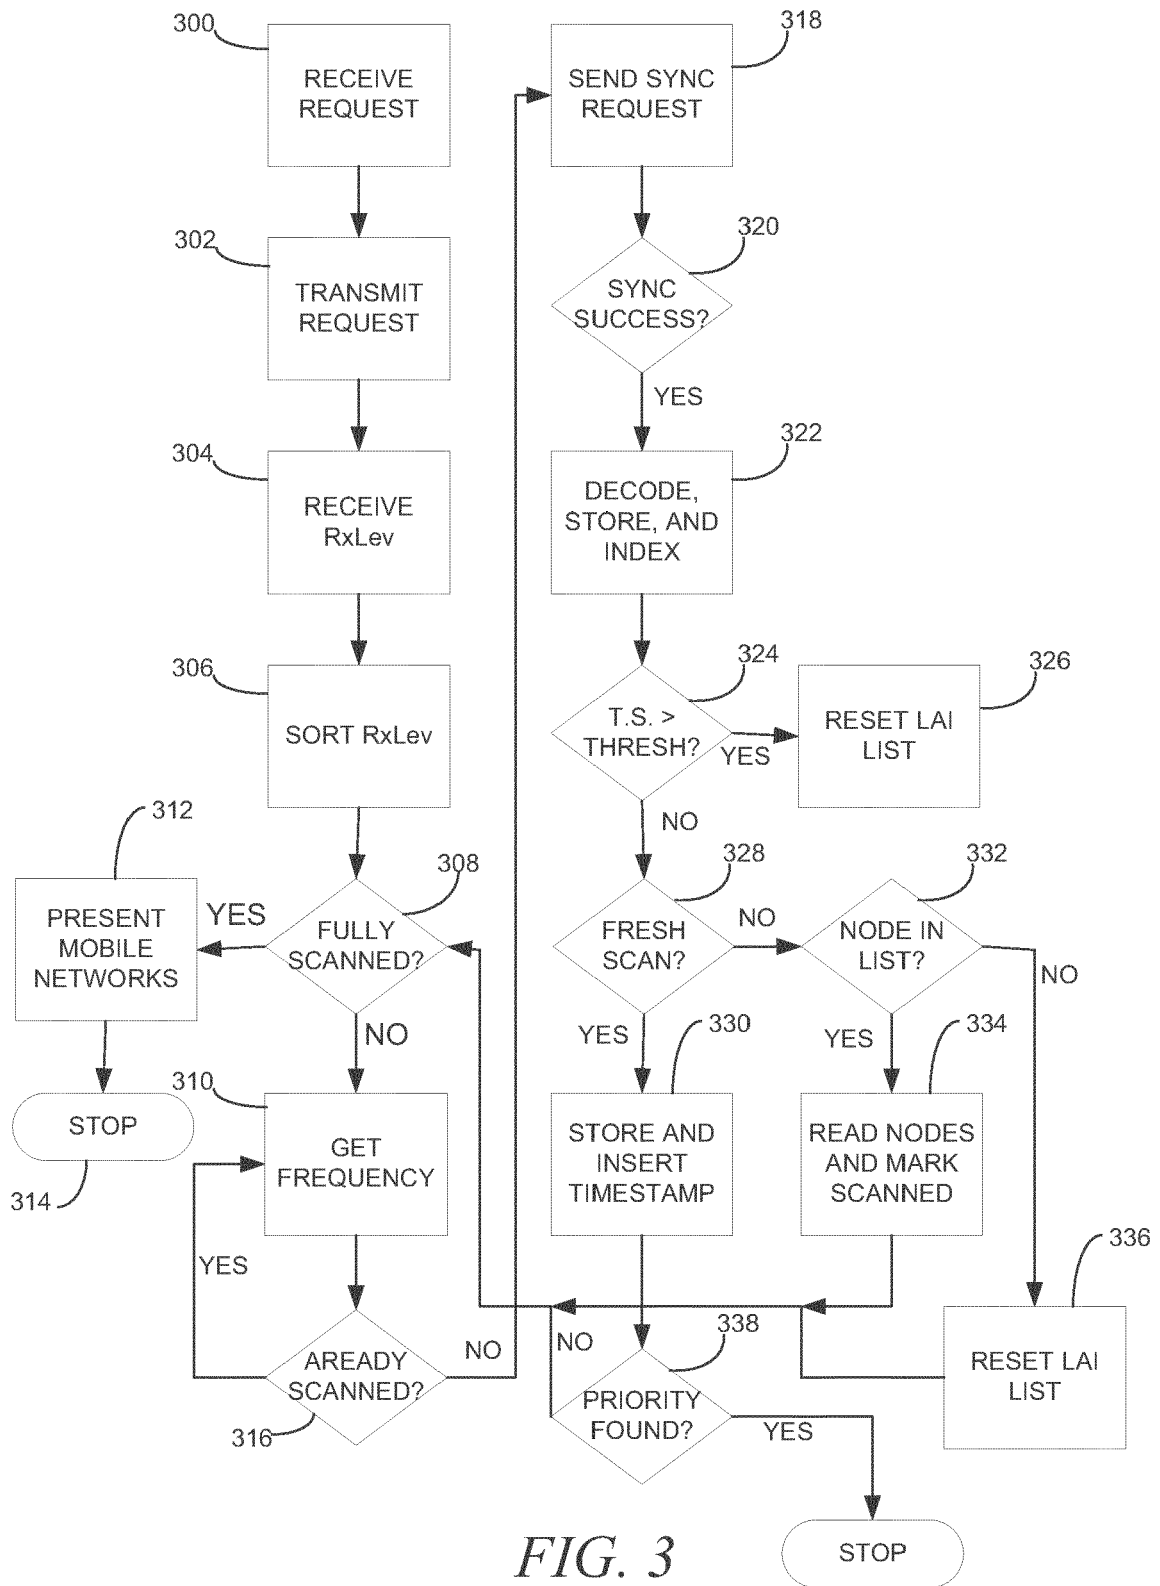 300
RECEIVE
REQUEST
302
TRANSMIT
REQUEST
304
RECEIVE
RxLev
306
SORT RxLev
312
PRESENT
MOBILE
NETWORKS
YES
308
FULLY
SCANNED?
NO
STOP
314
310
GET
FREQUENCY
YES
AREADY
SCANNED?
316
NO
318
SEND SYNC
REQUEST
320
SYNC
SUCCESS?
YES
322
DECODE,
STORE, AND
INDEX
324
T.S. >
THRESH?
YES
326
RESET LAI
LIST
NO
328
FRESH
SCAN?
NO
332
NODE IN
LIST?
NO
YES
330
STORE AND
INSERT
TIMESTAMP
YES
334
READ NODES
AND MARK
SCANNED
336
RESET LAI
LIST
338
NO
PRIORITY
FOUND?
YES
STOP
FIG. 3